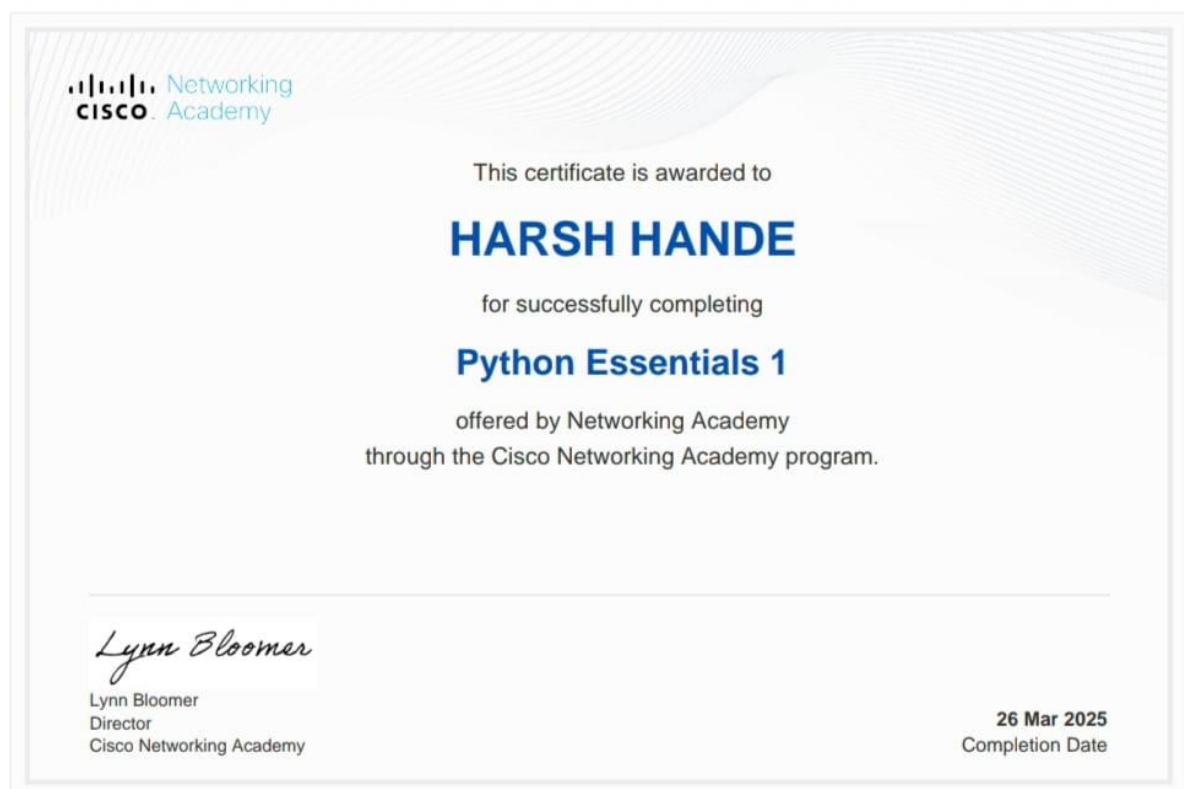 Networking
CISCO. Academy
This certificate is awarded to
HARSH HANDE
for successfully completing
Python Essentials 1
offered by Networking Academy
through the Cisco Networking Academy program.
Lynn Bloomer
Lynn Bloomer
Director
Cisco Networking Academy
26 Mar 2025
Completion Date